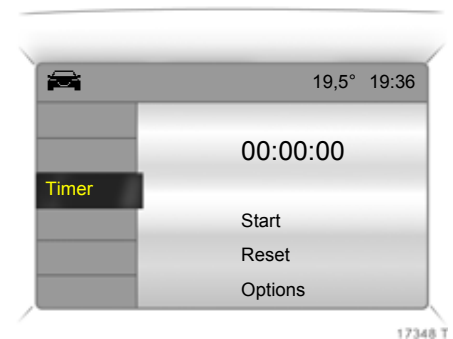 19,5° 19:36
00:00:00
Timer
Start
Reset
Options
17348 T